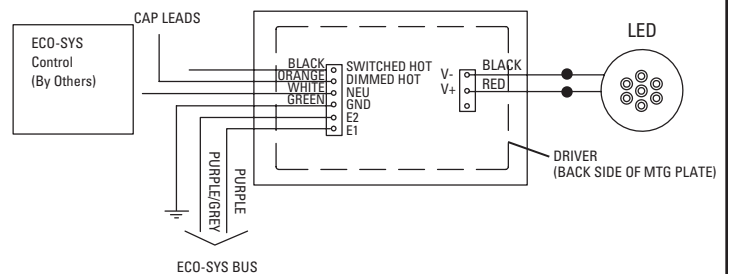 CAP LEADS
ECO-SYS
Control
(By Others)
BLACK SWITCHED HOT
ORANGE DIMMED HOT
WHITE NEU
GREEN GND
E2
E1
V- BLACK
V+ RED
LED
DRIVER
(BACK SIDE OF MTG PLATE)
PURPLE/GREY
PURPLE
ECO-SYS BUS